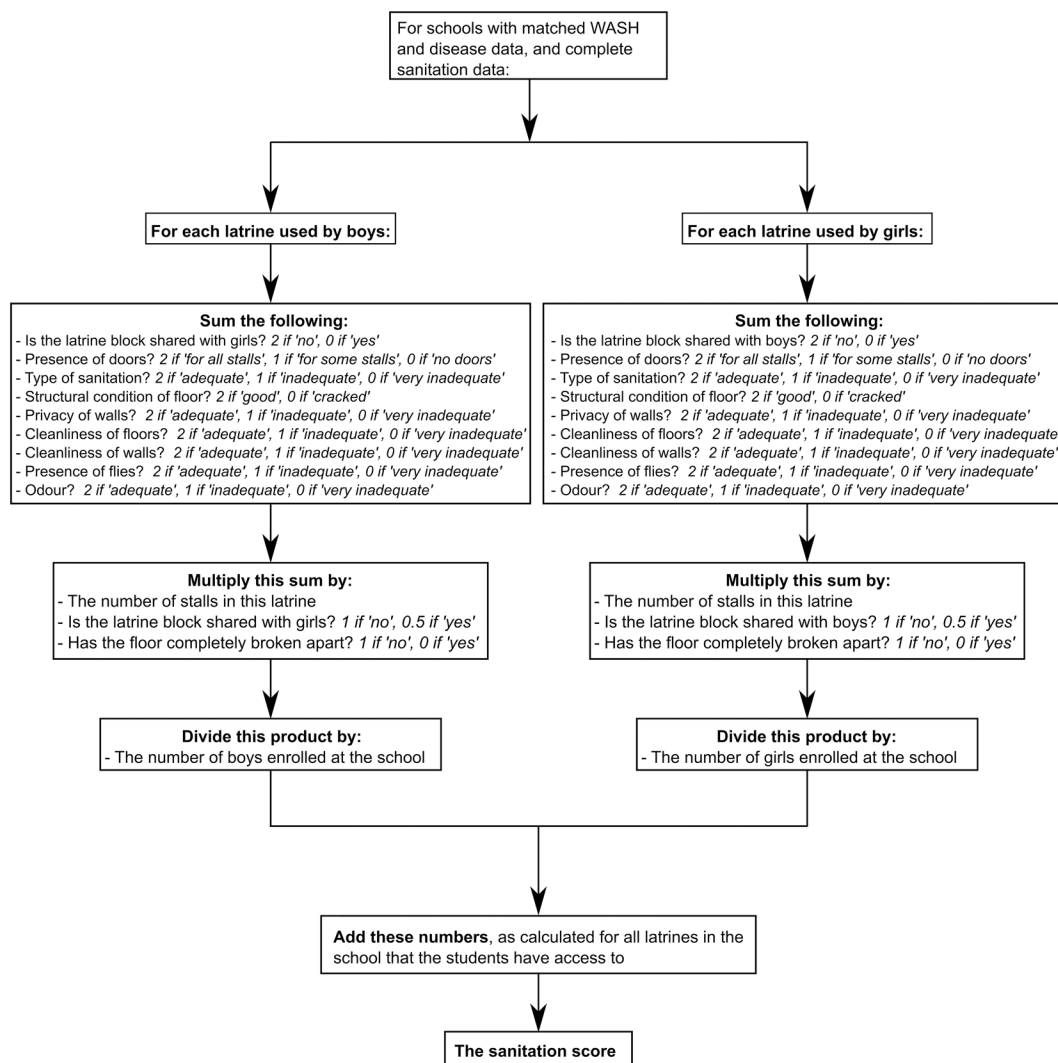 For schools with matched WASH
and disease data, and complete
sanitation data:
For each latrine used by boys:
Sum the following:
- Is the latrine block shared with girls? 2 if 'no', 0 if 'yes'
- Presence of doors? 2 if 'for all stalls', 1 if 'for some stalls', 0 if 'no doors'
- Type of sanitation? 2 if 'adequate', 1 if 'inadequate', 0 if 'very inadequate'
- Structural condition of floor? 2 if 'good', 0 if 'cracked'
- Privacy of walls? 2 if 'adequate', 1 if 'inadequate', 0 if 'very inadequate'
- Cleanliness of floors? 2 if 'adequate', 1 if 'inadequate', 0 if 'very inadequate'
- Cleanliness of walls? 2 if 'adequate', 1 if 'inadequate', 0 if 'very inadequate'
- Presence of flies? 2 if 'adequate', 1 if 'inadequate', 0 if 'very inadequate'
- Odour? 2 if 'adequate', 1 if 'inadequate', 0 if 'very inadequate'
Multiply this sum by:
- The number of stalls in this latrine
- Is the latrine block shared with girls? 1 if 'no', 0.5 if 'yes'
- Has the floor completely broken apart? 1 if 'no', 0 if 'yes'
Divide this product by:
- The number of boys enrolled at the school
For each latrine used by girls:
Sum the following:
- Is the latrine block shared with boys? 2 if 'no', 0 if 'yes'
- Presence of doors? 2 if 'for all stalls', 1 if 'for some stalls', 0 if 'no doors'
- Type of sanitation? 2 if 'adequate', 1 if 'inadequate', 0 if 'very inadequate'
- Structural condition of floor? 2 if 'good', 0 if 'cracked'
- Privacy of walls? 2 if 'adequate', 1 if 'inadequate', 0 if 'very inadequate'
- Cleanliness of floors? 2 if 'adequate', 1 if 'inadequate', 0 if 'very inadequate
- Cleanliness of walls? 2 if 'adequate', 1 if 'inadequate', 0 if 'very inadequate'
- Presence of flies? 2 if 'adequate', 1 if 'inadequate', 0 if 'very inadequate'
- Odour? 2 if 'adequate', 1 if 'inadequate', 0 if 'very inadequate'
Multiply this sum by:
- The number of stalls in this latrine
- Is the latrine block shared with boys? 1 if 'no', 0.5 if 'yes'
- Has the floor completely broken apart? 1 if 'no', 0 if 'yes'
Divide this product by:
- The number of girls enrolled at the school
Add these numbers, as calculated for all latrines in the
school that the students have access to
The sanitation score